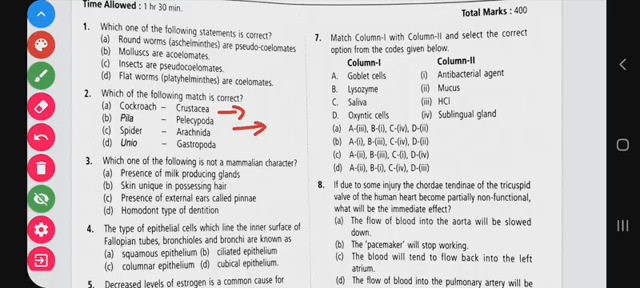 Time Allowed : 1 hr 30 min.
Total Marks : 400
1. Which one of the following statements is correct?
(a) Round worms (aschelminthes) are pseudo-coelomates
(b) Molluscs are acoelomates.
(c) Insects are pseudocoelomates.
(d) Flat worms (platyhelminthes) are coelomates.
2. Which of the following match is correct?
(a) Cockroach – Crustacea
(b) Pila – Pelecypoda
(c) Spider – Arachnida
(d) Unio – Gastropoda
3. Which one of the following is not a mammalian character?
(a) Presence of milk producing glands
(b) Skin unique in possessing hair
(c) Presence of external ears called pinnae
(d) Homodont type of dentition
4. The type of epithelial cells which line the inner surface of
Fallopian tubes, bronchioles and bronchi are known as
(a) squamous epithelium (b) ciliated epithelium
(c) columnar epithelium (d) cubical epithelium.
5. Decreased levels of estrogen is a common cause for
7. Match Column-I with Column-II and select the correct
option from the codes given below.
Column-I Column-II
A. Goblet cells (i) Antibacterial agent
B. Lysozyme (ii) Mucus
C. Saliva (iii) HCl
D. Oxyntic cells (iv) Sublingual gland
(a) A-(iii), B-(i), C-(iv), D-(ii)
(b) A-(i), B-(iii), C-(iv), D-(ii)
(c) A-(ii), B-(iii), C-(i), D-(iv)
(d) A-(ii), B-(i), C-(iv), D-(iii)
8. If due to some injury the chordae tendinae of the tricuspid
valve of the human heart become partially non-functional,
what will be the immediate effect?
(a) The flow of blood into the aorta will be slowed
down.
(b) The 'pacemaker' will stop working.
(c) The blood will tend to flow back into the left
atrium.
(d) The flow of blood into the pulmonary artery will be